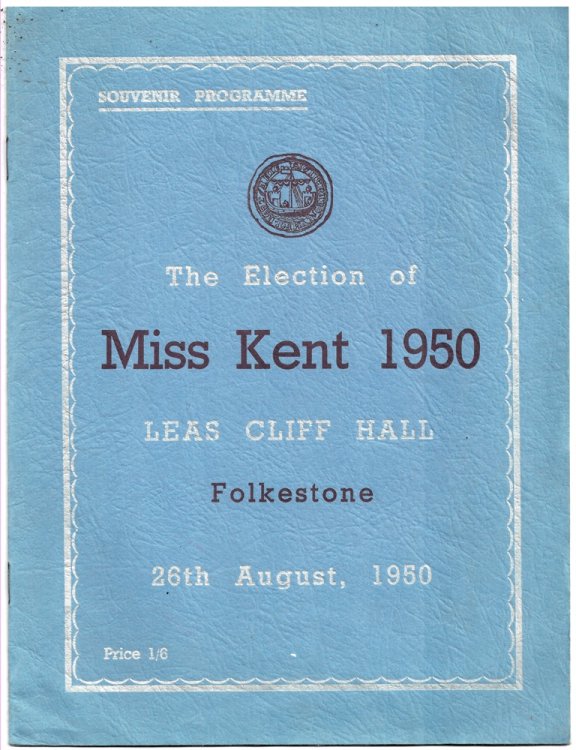 SOUVENIR PROGRAMME
The Election of
Miss Kent 1950
LEAS CLIFF HALL
Folkestone
26th August, 1950
Price 1/6